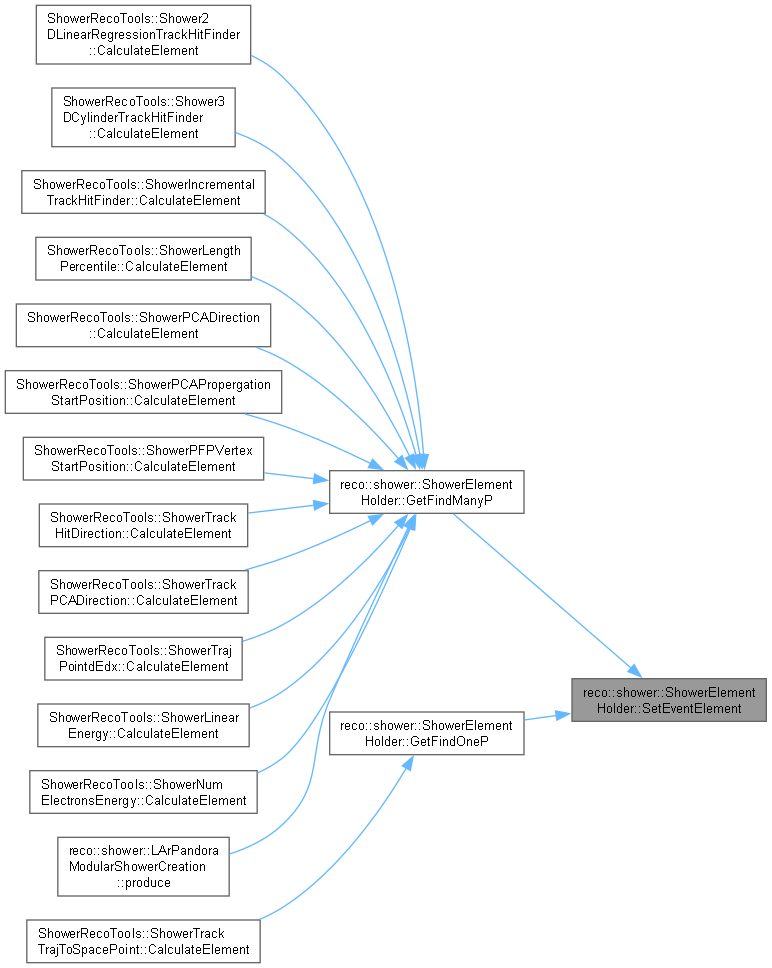 ShowerRecoTools::Shower2
DLinearRegressionTrackHitFinder
::CalculateElement
ShowerRecoTools::Shower3
DCylinderTrackHitFinder
::CalculateElement
ShowerRecoTools::ShowerIncremental
TrackHitFinder::CalculateElement
ShowerRecoTools::ShowerLength
Percentile::CalculateElement
ShowerRecoTools::ShowerPCADirection
::CalculateElement
ShowerRecoTools::ShowerPCAPropergation
StartPosition::CalculateElement
ShowerRecoTools::ShowerPFPVertex
StartPosition::CalculateElement
reco::shower::ShowerElement
Holder::GetFindManyP
ShowerRecoTools::ShowerTrack
HitDirection::CalculateElement
ShowerRecoTools::ShowerTrack
PCADirection::CalculateElement
ShowerRecoTools::ShowerTraj
PointdEdx::CalculateElement
reco::shower::ShowerElement
Holder::SetEventElement
ShowerRecoTools::ShowerLinear
Energy::CalculateElement
reco::shower::ShowerElement
Holder::GetFindOneP
ShowerRecoTools::ShowerNum
ElectronsEnergy::CalculateElement
reco::shower::LArPandora
ModularShowerCreation
::produce
ShowerRecoTools::ShowerTrack
TrajToSpacePoint::CalculateElement